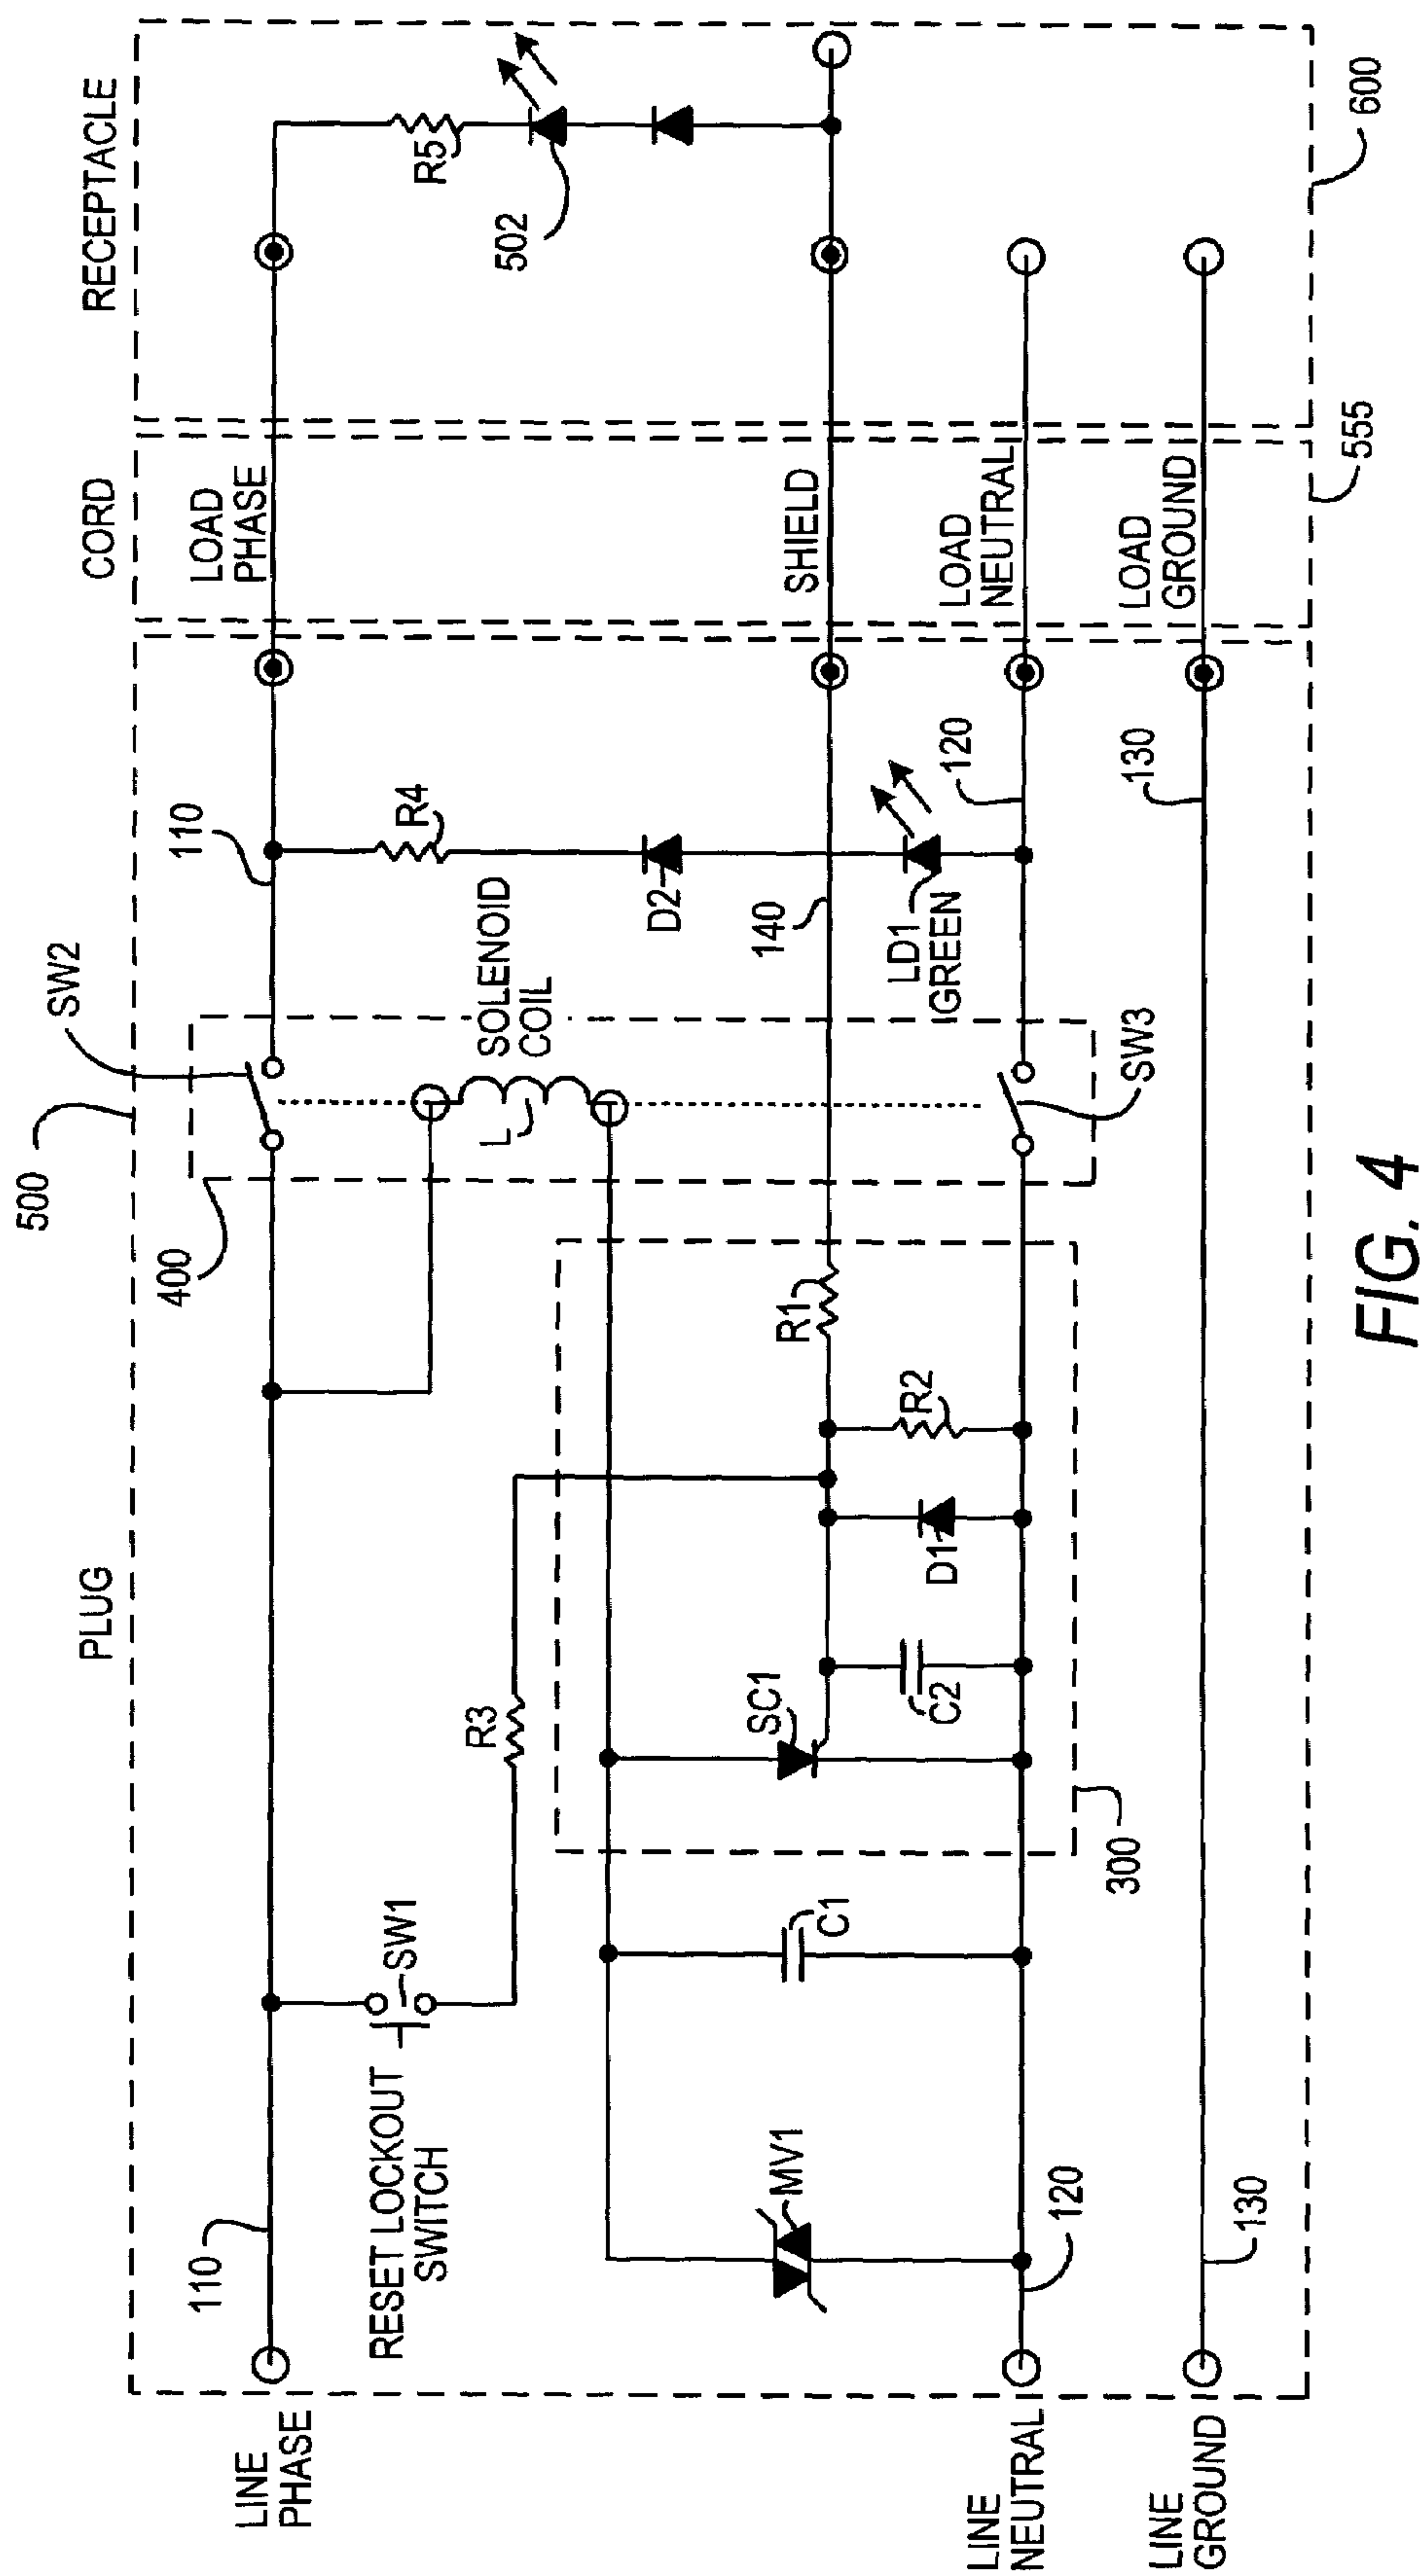 PLUG
CORD
RECEPTACLE
500
SW2
400
110
RESET LOCKOUT
SWITCH
SW1
R3
SOLENOID
COIL
L
110
R4
D2
140
LD1
GREEN
120
130
LOAD
PHASE
SHIELD
LOAD
NEUTRAL
LOAD
GROUND
R5
502
MV1
C1
SC1
C2
D1
R2
R1
SW3
300
120
130
LINE
PHASE
LINE
NEUTRAL
LINE
GROUND
555
600
FIG. 4